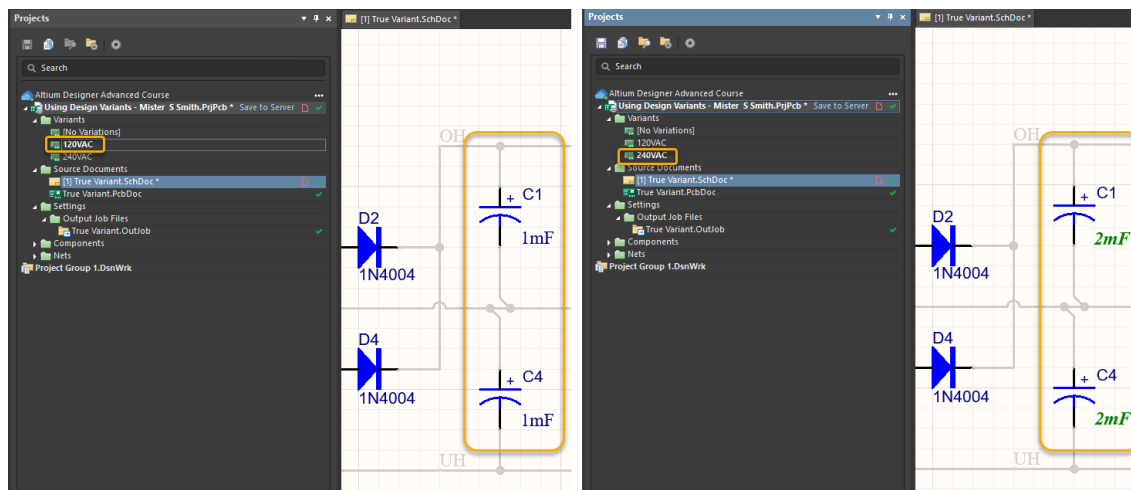 Projects
[1] True Variant.SchDoc *
Search
Altium Designer Advanced Course
Using Design Variants - Mister S Smith.PrjPcb * Save to Server
Variants
[No Variations]
120VAC
240VAC
Source Documents
[1] True Variant.SchDoc *
True Variant.PcbDoc
Settings
Output Job Files
True Variant.OutJob
Components
Nets
Project Group 1.DsnWrk
OH
C1
1mF
D2
1N4004
D4
1N4004
C4
1mF
UH
Projects
[1] True Variant.SchDoc *
Search
Altium Designer Advanced Course
Using Design Variants - Mister S Smith.PrjPcb * Save to Server
Variants
[No Variations]
120VAC
240VAC
Source Documents
[1] True Variant.SchDoc *
True Variant.PcbDoc
Settings
Output Job Files
True Variant.OutJob
Components
Nets
Project Group 1.DsnWrk
OH
C1
2mF
D2
1N4004
D4
1N4004
C4
2mF
UH